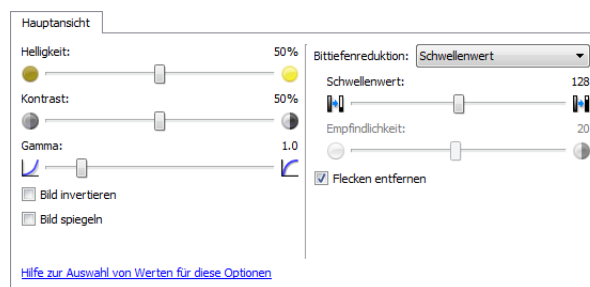 Hauptansicht
Helligkeit: 50%
Kontrast: 50%
Gamma: 1.0
Bild invertieren
Bild spiegeln
Hilfe zur Auswahl von Werten für diese Optionen
Bittiefenreduktion: Schwellenwert
Schwellenwert: 128
Empfindlichkeit: 20
Flecken entfernen